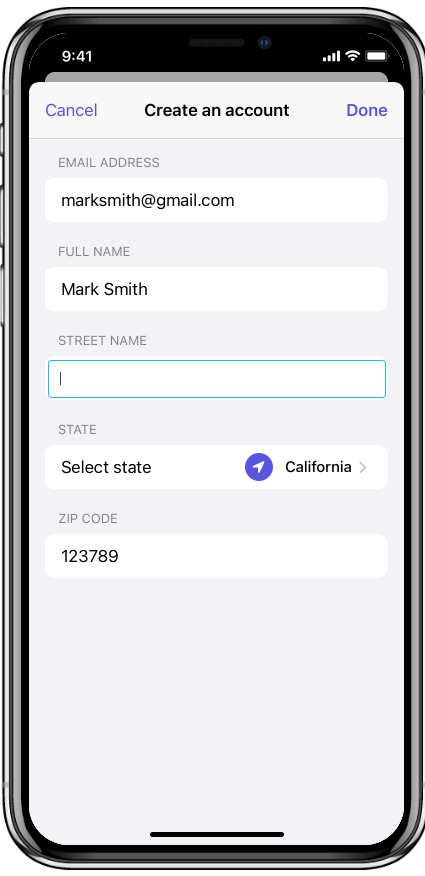 9:41
Cancel Create an account Done
EMAIL ADDRESS
marksmith@gmail.com
FULL NAME
Mark Smith
STREET NAME
STATE
Select state California
ZIP CODE
123789